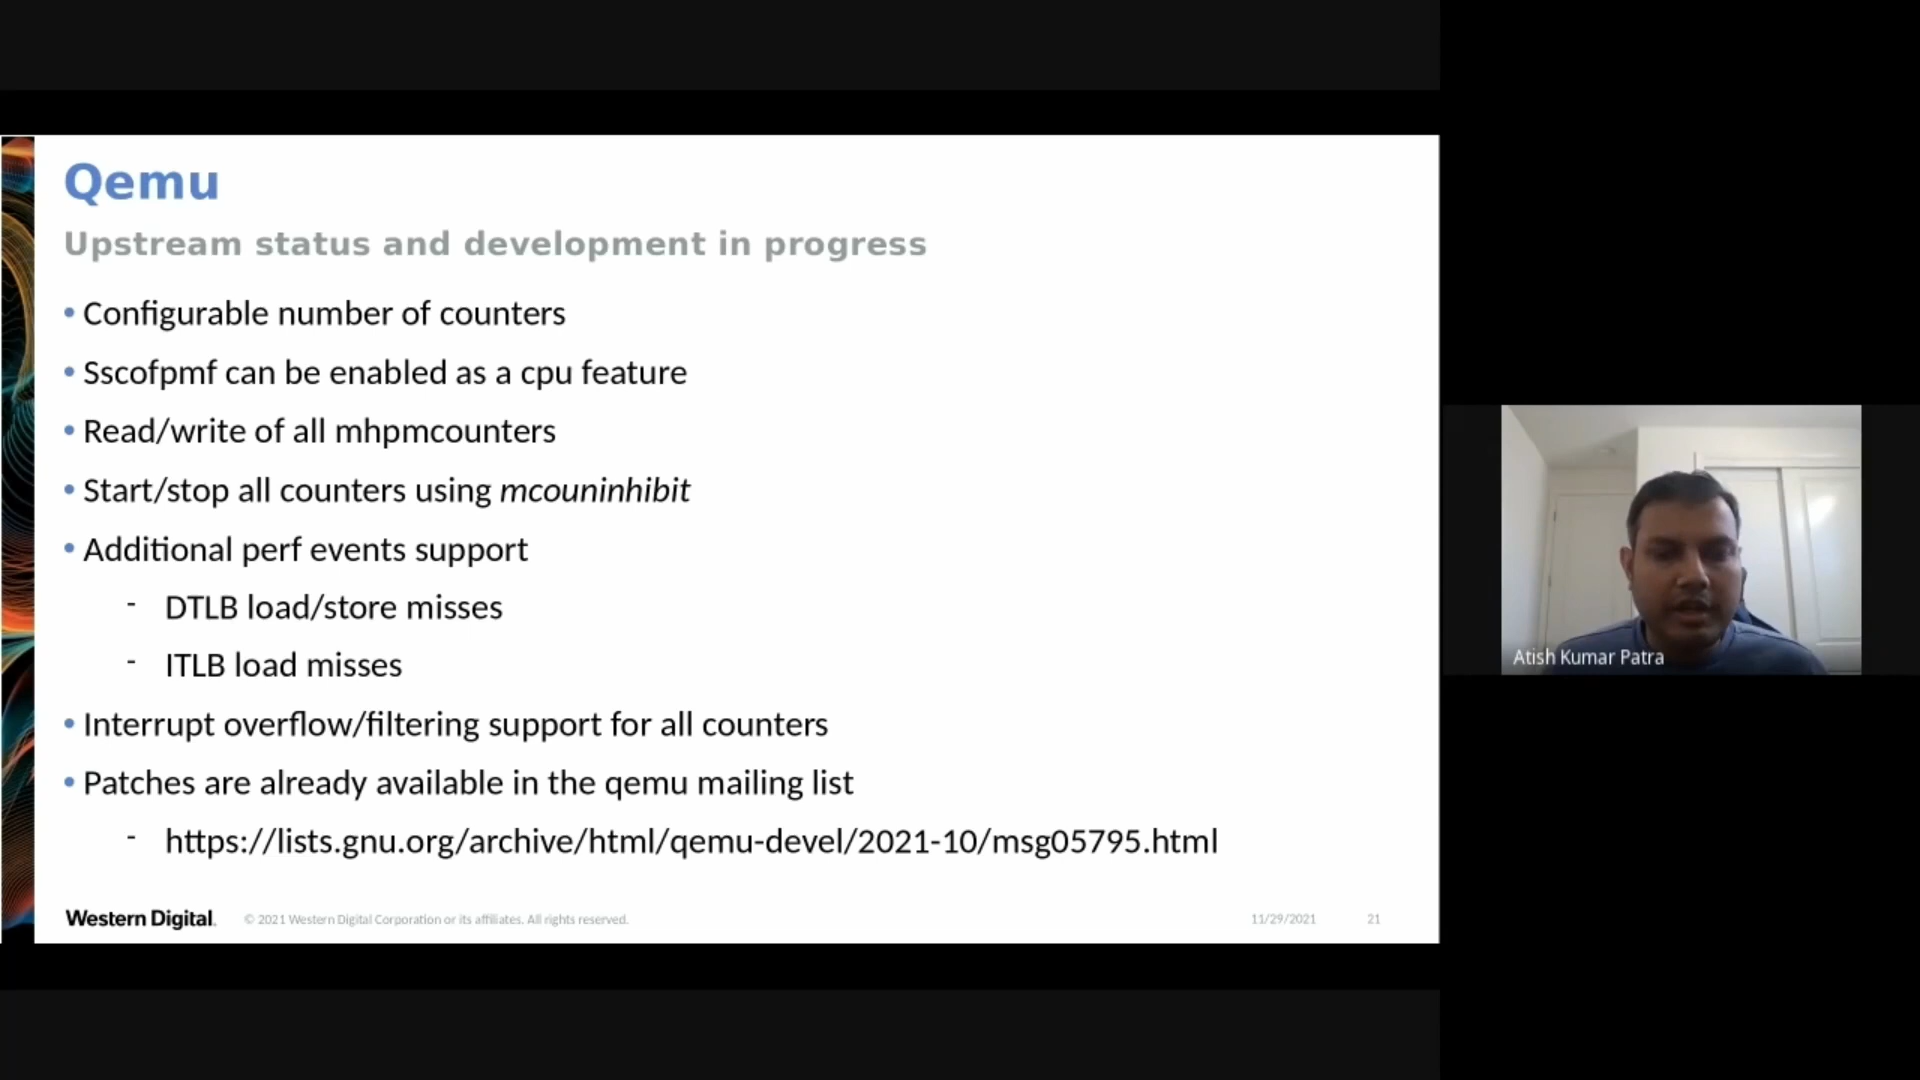 Qemu
Upstream status and development in progress
• Configurable number of counters
• Sscofpmf can be enabled as a cpu feature
• Read/write of all mhpmcounters
• Start/stop all counters using mcouninhibit
• Additional perf events support
- DTLB load/store misses
- ITLB load misses
• Interrupt overflow/filtering support for all counters
• Patches are already available in the qemu mailing list
- https://lists.gnu.org/archive/html/qemu-devel/2021-10/msg05795.html
Western Digital. © 2021 Western Digital Corporation or its affiliates. All rights reserved. 11/29/2021 21
Atish Kumar Patra